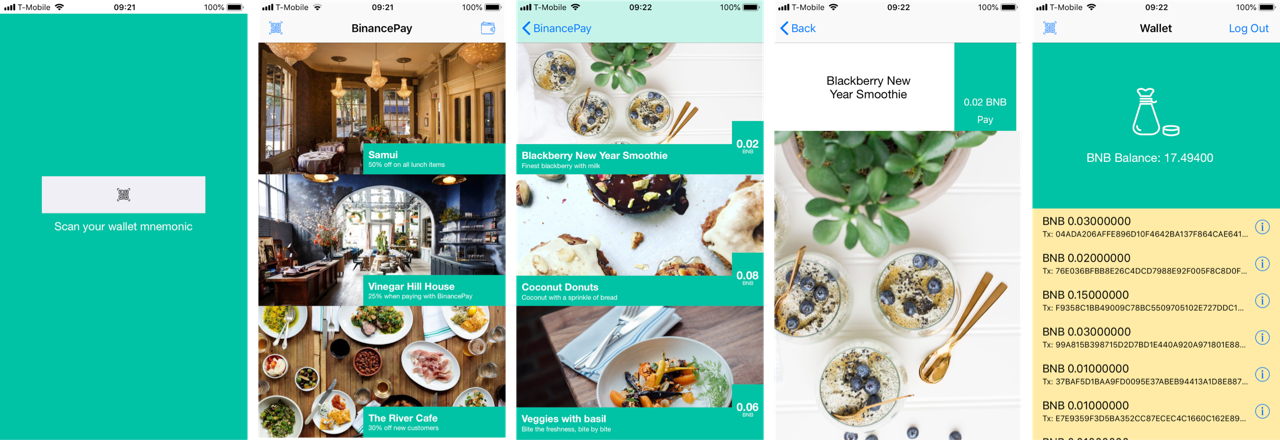 T-Mobile 09:21 100%
Scan your wallet mnemonic
T-Mobile 09:21 100%
BinancePay
Samui
50% off on all lunch items
Vinegar Hill House
25% when paying with BinancePay
The River Cafe
30% off new customers
T-Mobile 09:22 100%
BinancePay
0.02
BNB
Blackberry New Year Smoothie
Finest blackberry with milk
0.08
BNB
Coconut Donuts
Coconut with a sprinkle of bread
0.06
BNB
Veggies with basil
Bite the freshness, bite by bite
T-Mobile 09:22 100%
Back
Blackberry New
Year Smoothie
0.02 BNB
Pay
T-Mobile 09:22 100%
Wallet Log Out
BNB Balance: 17.49400
BNB 0.03000000
Tx: 04ADA206AFFE896D10F4642BA137F864CAE641...
BNB 0.02000000
Tx: 76E036BFBB8E26C4DCD7988E92F005F8C8D0F...
BNB 0.15000000
Tx: F9358C1BB49009C78BC5509705102E727DDC1...
BNB 0.03000000
Tx: 99A815B398715D2D7BD1E440A920A971801E88...
BNB 0.01000000
Tx: 37BAF5D1BAA9FD0095E37ABEB94413A1D8E887...
BNB 0.01000000
Tx: E7E9359F3D5BA352CC87ECEC4C1660C162E89...